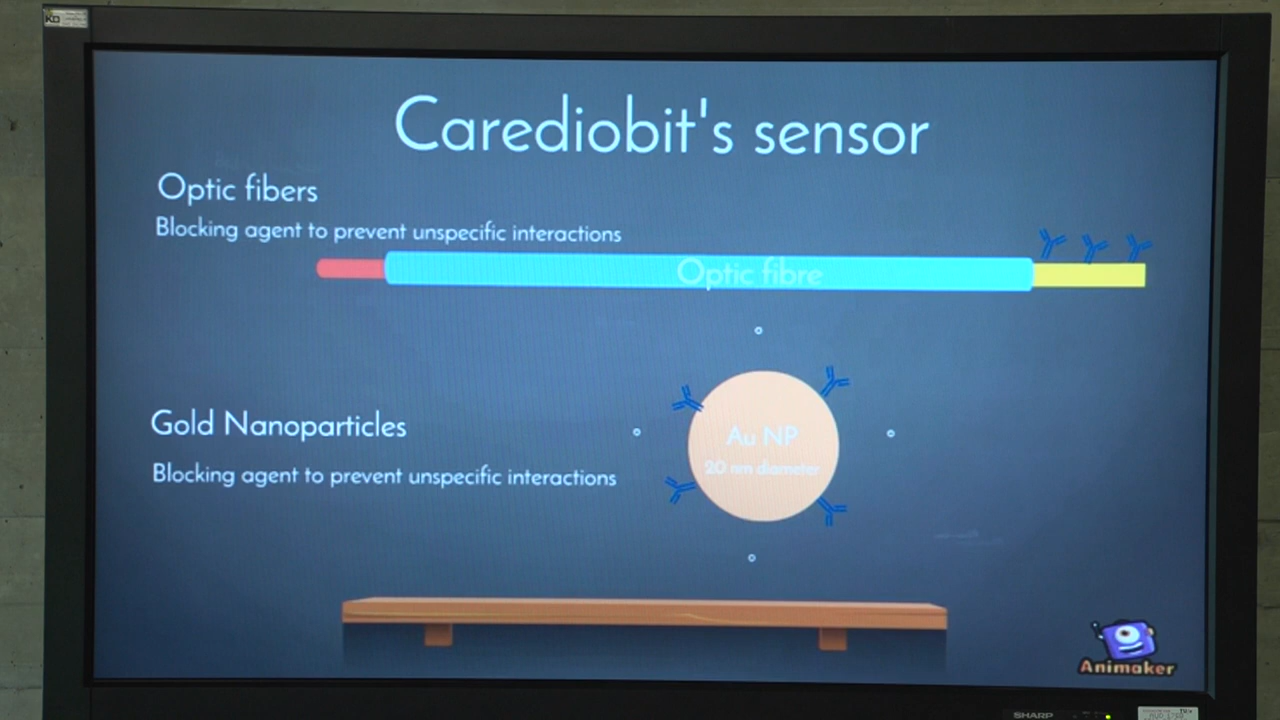 Carediobit's sensor
Optic fibers
Blocking agent to prevent unspecific interactions
Optic fibre
Gold Nanoparticles
Au NP
20 nm diameter
Blocking agent to prevent unspecific interactions
Animaker
SHARP